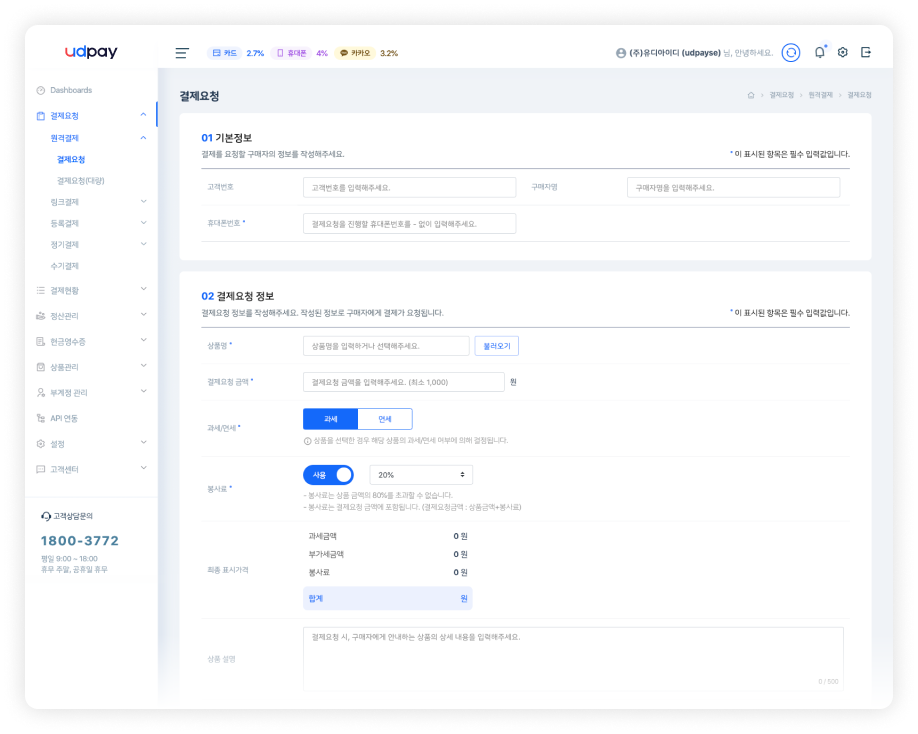 udpay
카드 2.7% 휴대폰 4% 카카오 3.2%
(주)유디아이디 (udpayse) 님, 안녕하세요.
Dashboards
결제요청
원격결제
결제요청
결제요청(대량)
링크결제
등록결제
정기결제
수기결제
결제현황
정산관리
현금영수증
상품관리
부계정 관리
API 연동
설정
고객센터
고객상담문의
1800-3772
평일 9:00 ~ 18:00
휴무 주말, 공휴일 휴무
결제요청
결제요청 > 원격결제 > 결제요청
01 기본정보
결제를 요청할 구매자의 정보를 작성해주세요.
* 이 표시된 항목은 필수 입력값입니다.
고객번호
고객번호를 입력해주세요.
구매자명
구매자명을 입력해주세요.
휴대폰번호 *
결제요청을 진행할 휴대폰번호를 - 없이 입력해주세요.
02 결제요청 정보
결제요청 정보를 작성해주세요. 작성된 정보로 구매자에게 결제가 요청됩니다.
* 이 표시된 항목은 필수 입력값입니다.
상품명 *
상품명을 입력하거나 선택해주세요.
불러오기
결제요청 금액 *
결제요청 금액을 입력해주세요. (최소 1,000)
원
과세/면세 *
과세
면세
상품을 선택한 경우 해당 상품의 과세/면세 여부에 의해 결정됩니다.
봉사료 *
사용
20%
- 봉사료는 상품 금액의 80%를 초과할 수 없습니다.
- 봉사료는 결제요청 금액에 포함됩니다. (결제요청금액 : 상품금액+봉사료)
최종 표시가격
과세금액 0 원
부가세금액 0 원
봉사료 0 원
합계 원
상품 설명
결제요청 시, 구매자에게 안내하는 상품의 상세 내용을 입력해주세요.
0 / 500